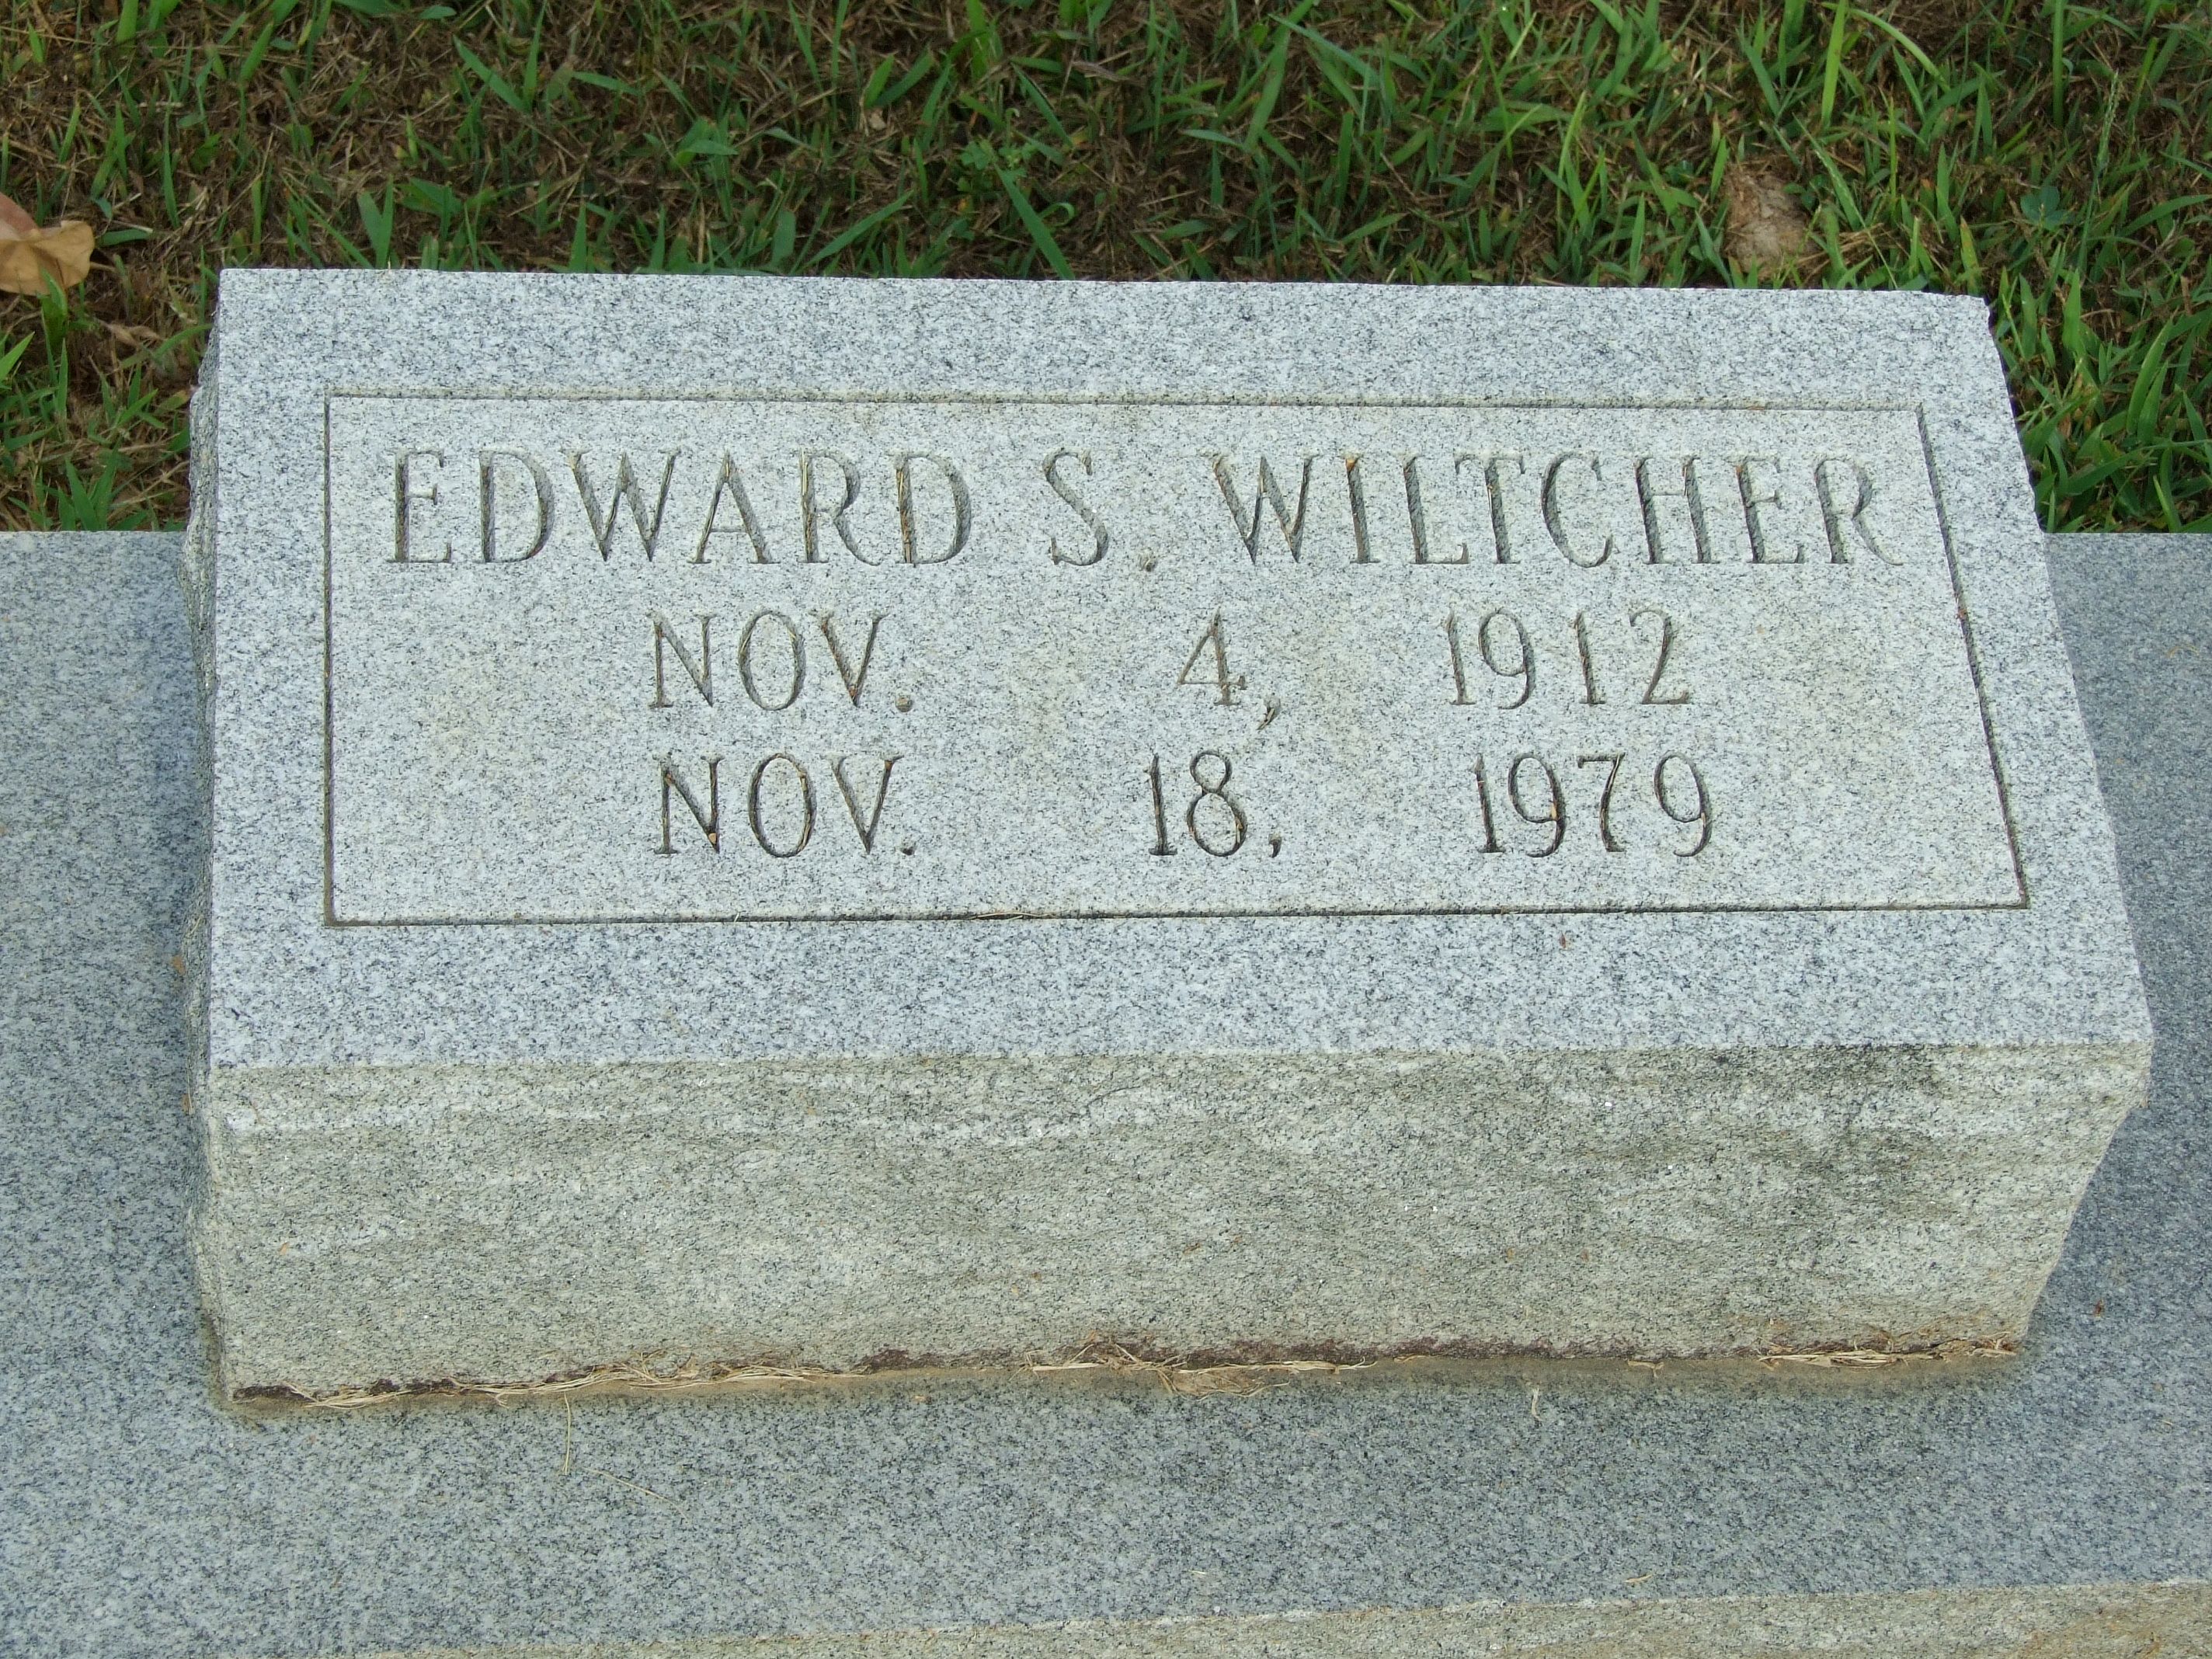 EDWARD S. WILTCHER
NOV. 4, 1912
NOV. 18, 1979